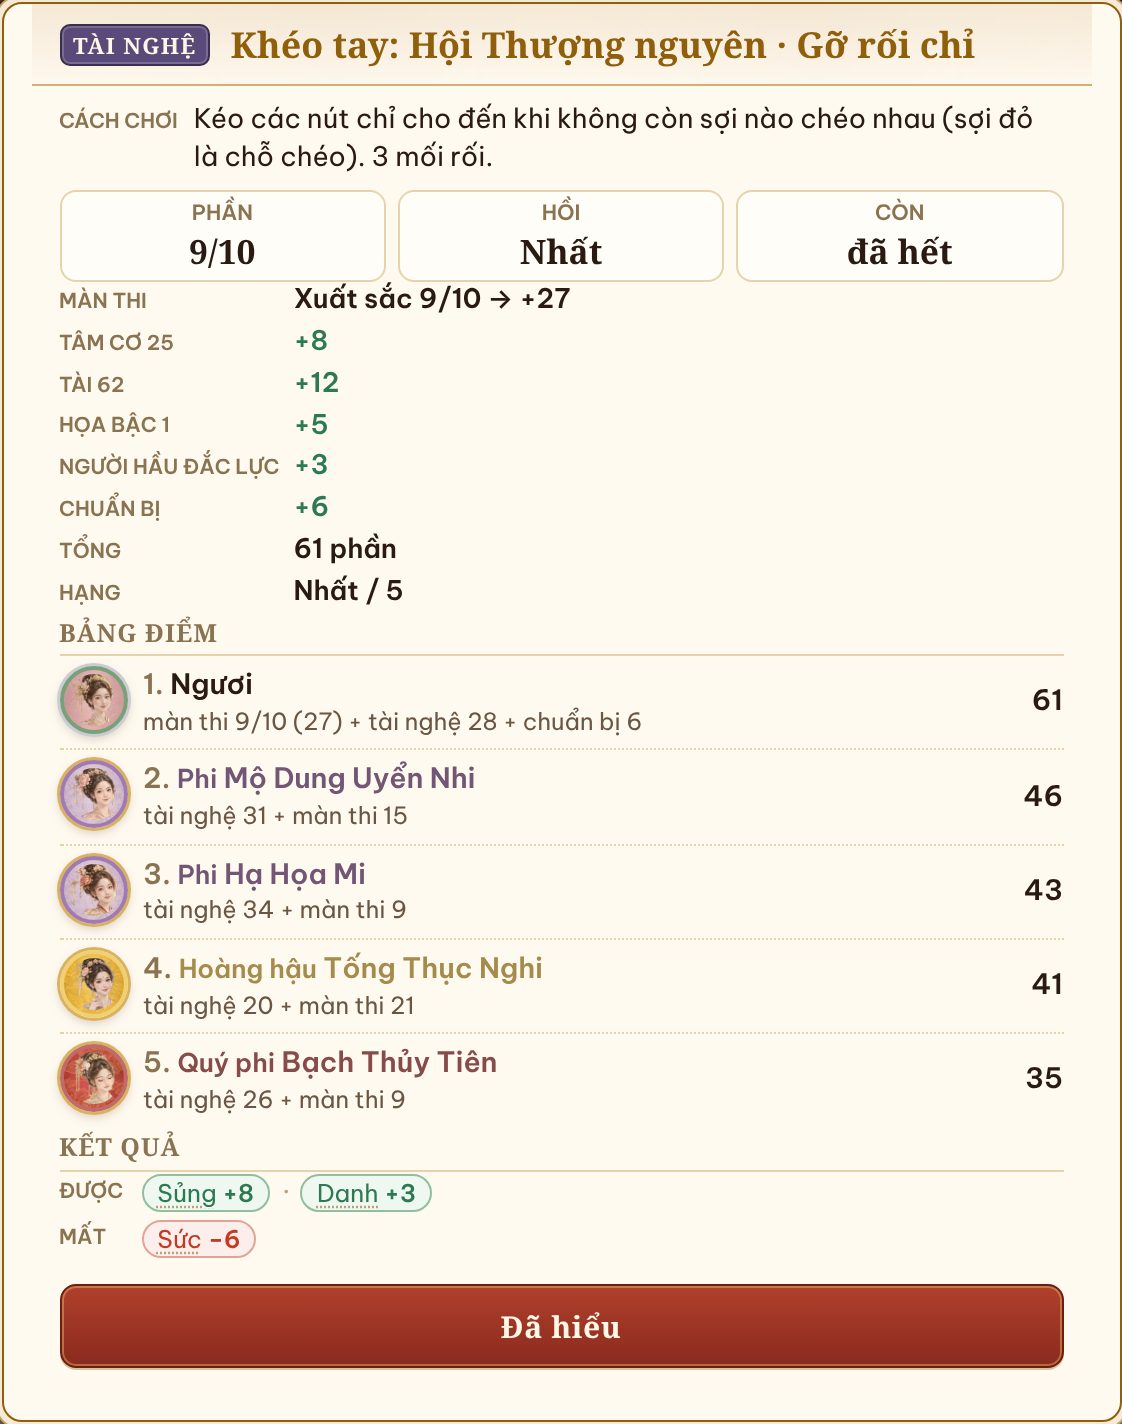 TÀI NGHỆ Khéo tay: Hội Thượng nguyên · Gỡ rối chỉ
CÁCH CHƠI Kéo các nút chỉ cho đến khi không còn sợi nào chéo nhau (sợi đỏ
là chỗ chéo). 3 mối rối.
PHẦN HỒI CÒN
9/10 Nhất đã hết
MÀN THI Xuất sắc 9/10 → +27
TÂM CƠ 25 +8
TÀI 62 +12
HỌA BẬC 1 +5
NGƯỜI HẦU ĐẮC LỰC +3
CHUẨN BỊ +6
TỔNG 61 phần
HẠNG Nhất / 5
BẢNG ĐIỂM
1. Ngươi 61
màn thi 9/10 (27) + tài nghệ 28 + chuẩn bị 6
2. Phi Mộ Dung Uyển Nhi 46
tài nghệ 31 + màn thi 15
3. Phi Hạ Họa Mi 43
tài nghệ 34 + màn thi 9
4. Hoàng hậu Tống Thục Nghi 41
tài nghệ 20 + màn thi 21
5. Quý phi Bạch Thủy Tiên 35
tài nghệ 26 + màn thi 9
KẾT QUẢ
ĐƯỢC Sủng +8 · Danh +3
MẤT Sức −6
Đã hiểu